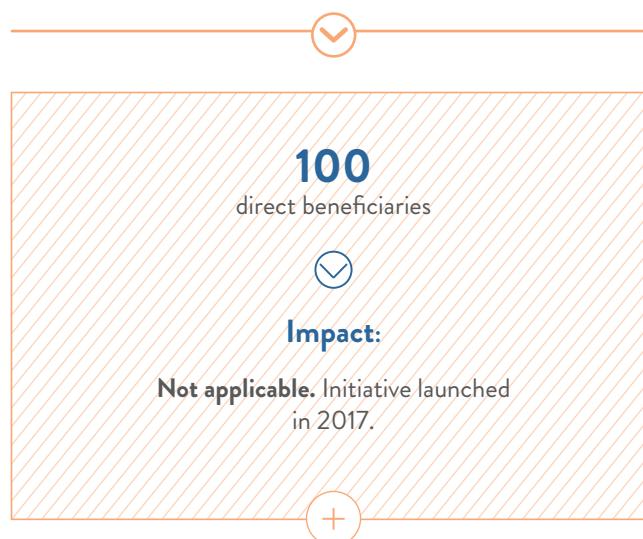 100
direct beneficiaries
Impact:
Not applicable. Initiative launched
in 2017.